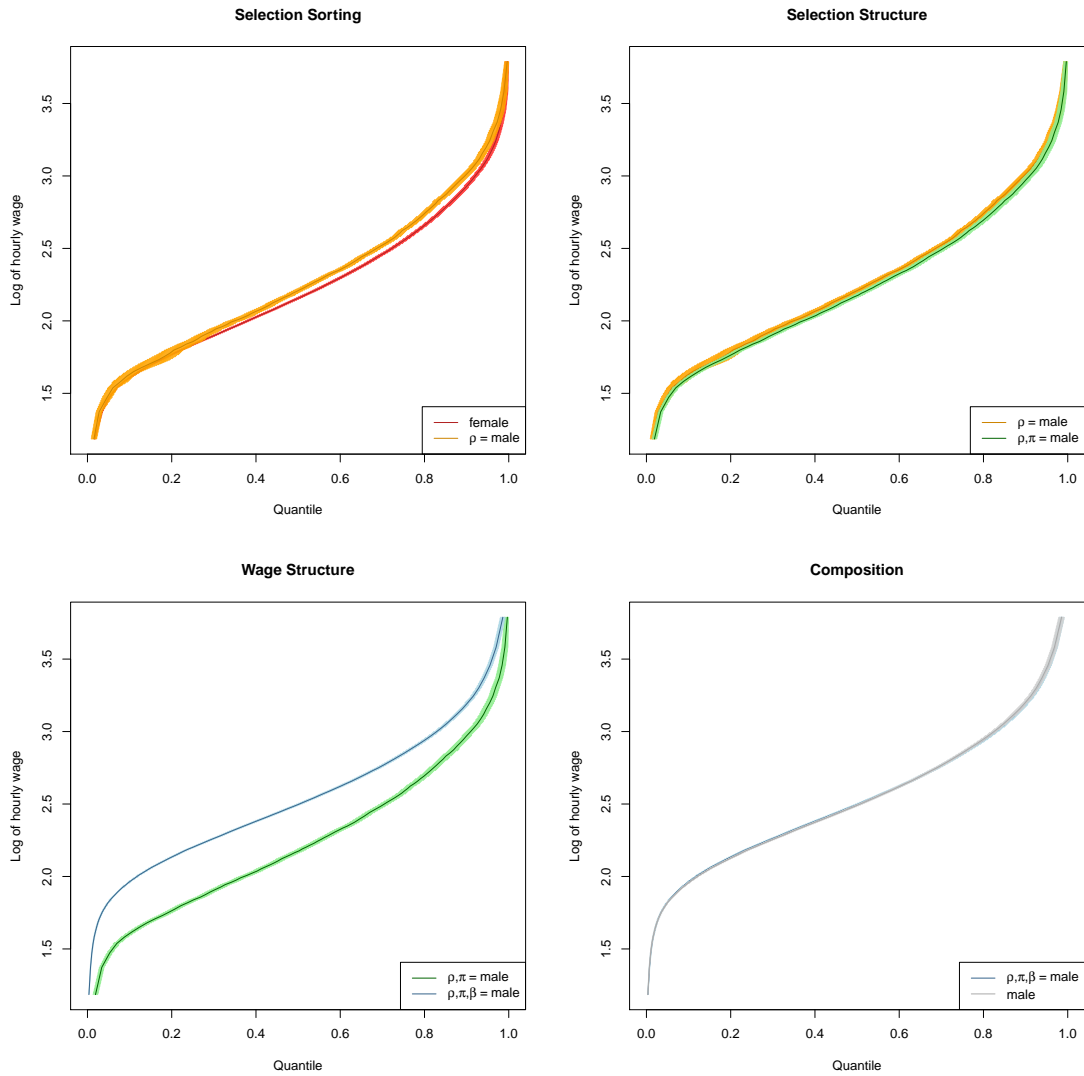 Selection Sorting
Log of hourly wage
3.5
3.0
2.5
2.0
1.5
female
ρ = male
0.0 0.2 0.4 0.6 0.8 1.0
Quantile
Selection Structure
Log of hourly wage
3.5
3.0
2.5
2.0
1.5
ρ = male
ρ,π = male
0.0 0.2 0.4 0.6 0.8 1.0
Quantile
Wage Structure
Log of hourly wage
3.5
3.0
2.5
2.0
1.5
ρ,π = male
ρ,π,β = male
0.0 0.2 0.4 0.6 0.8 1.0
Quantile
Composition
Log of hourly wage
3.5
3.0
2.5
2.0
1.5
ρ,π,β = male
male
0.0 0.2 0.4 0.6 0.8 1.0
Quantile